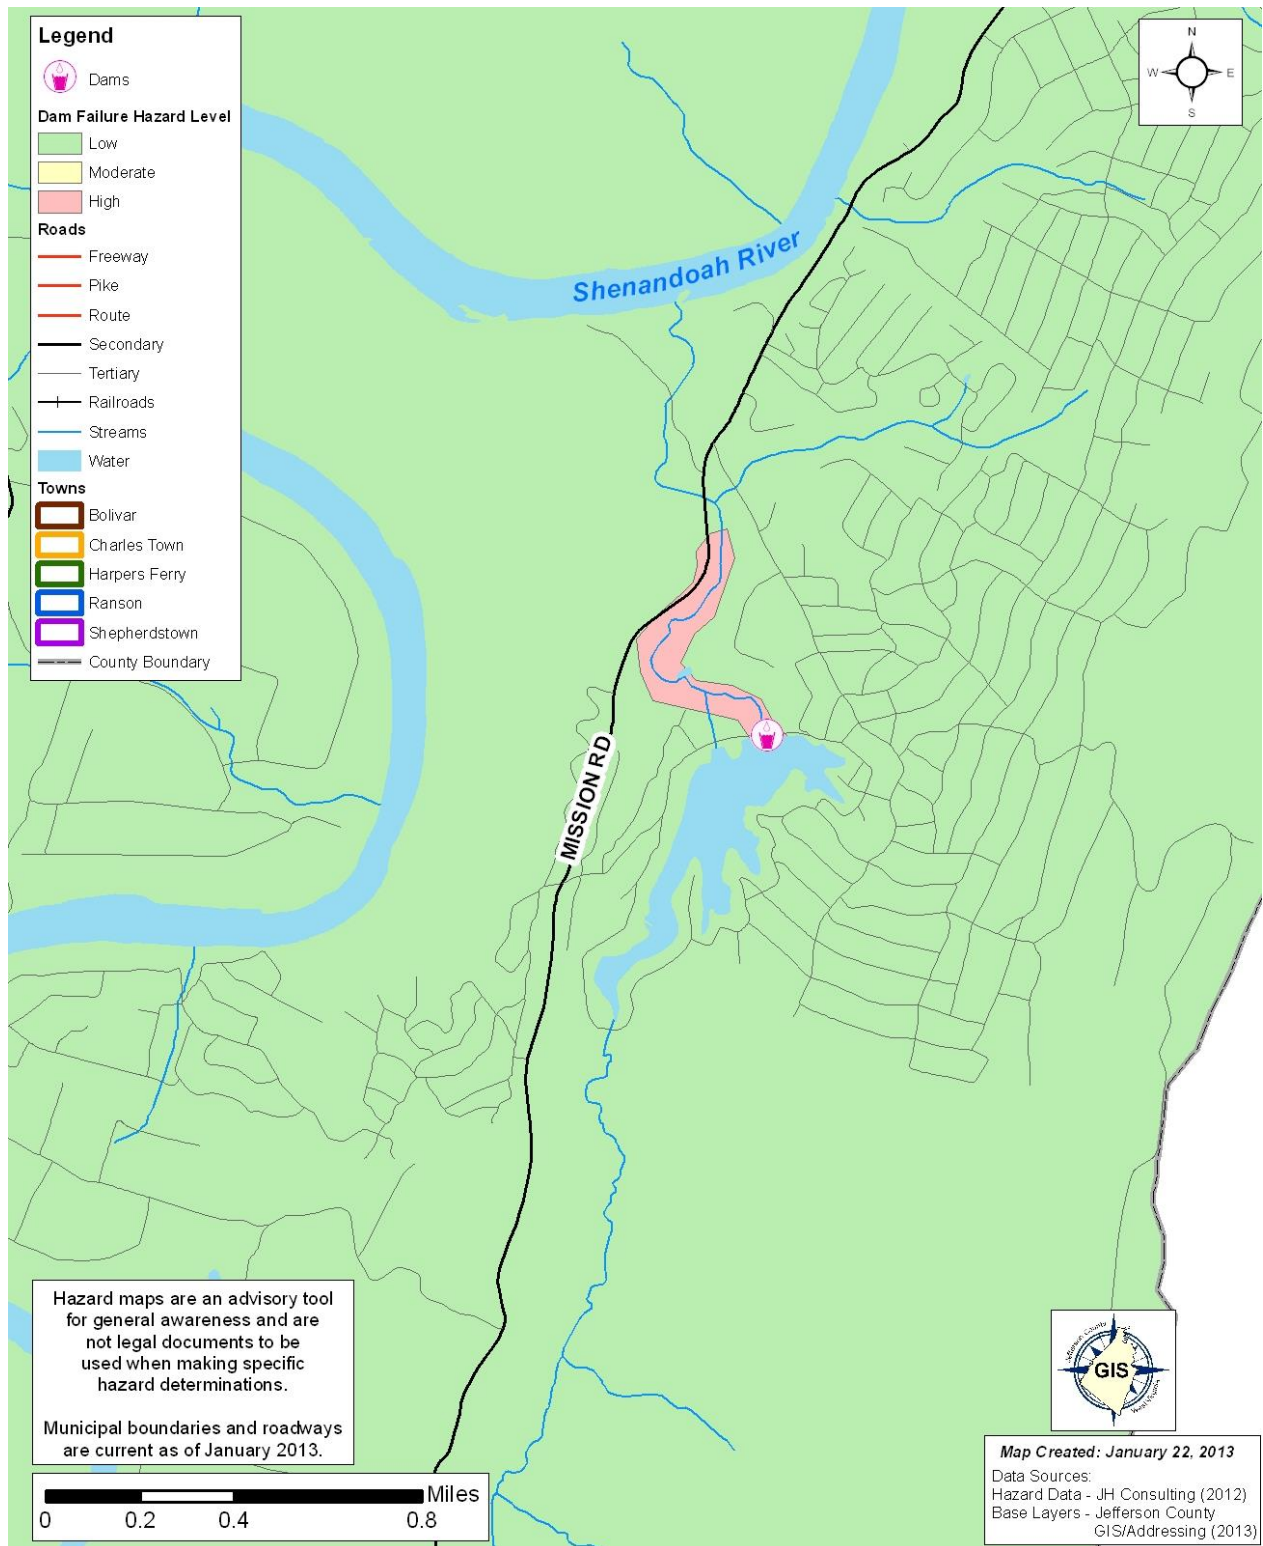 Legend
Dams
Dam Failure Hazard Level
Low
Moderate
High
Roads
Freeway
Pike
Route
Secondary
Tertiary
Railroads
Streams
Water
Towns
Bolivar
Charles Town
Harpers Ferry
Ranson
Shepherdstown
County Boundary
N
W E
S
Shenandoah River
MISSION RD
Hazard maps are an advisory tool
for general awareness and are
not legal documents to be
used when making specific
hazard determinations.
Municipal boundaries and roadways
are current as of January 2013.
Miles
0 0.2 0.4 0.8
Jefferson County
GIS
West Virginia
Map Created: January 22, 2013
Data Sources:
Hazard Data - JH Consulting (2012)
Base Layers - Jefferson County
GIS/Addressing (2013)